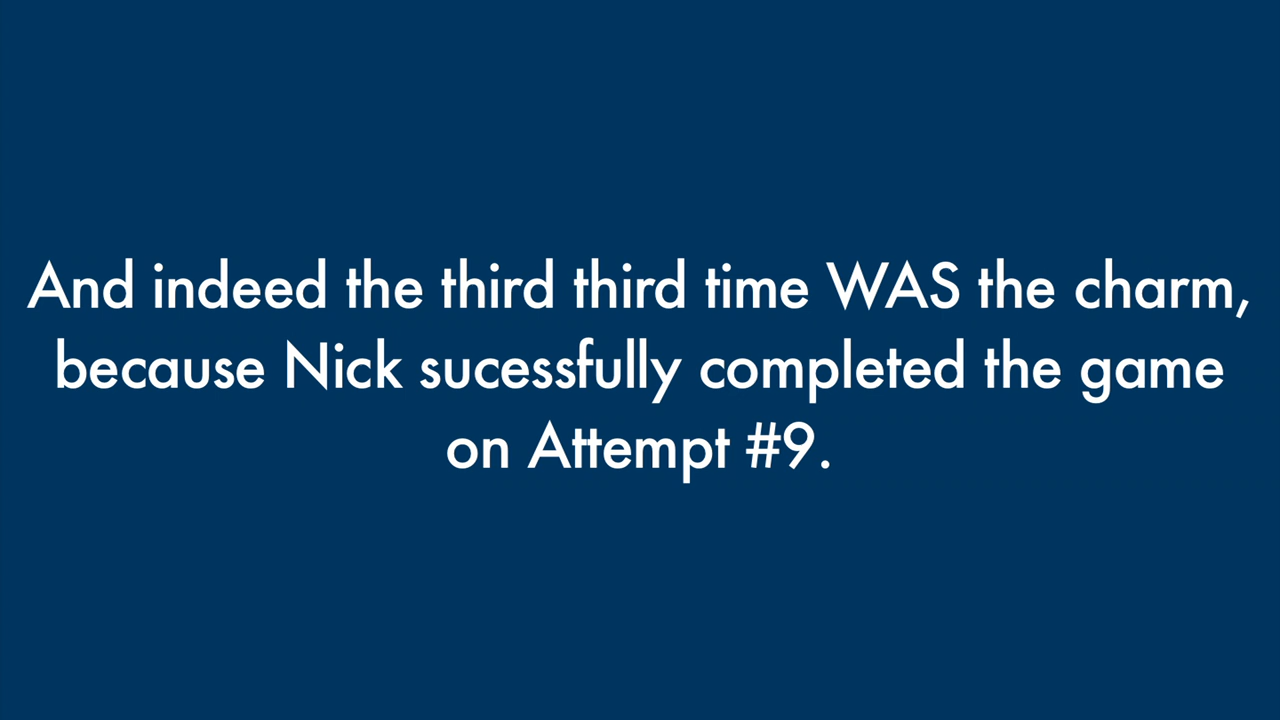 And indeed the third third time WAS the charm,
because Nick sucessfully completed the game
on Attempt #9.